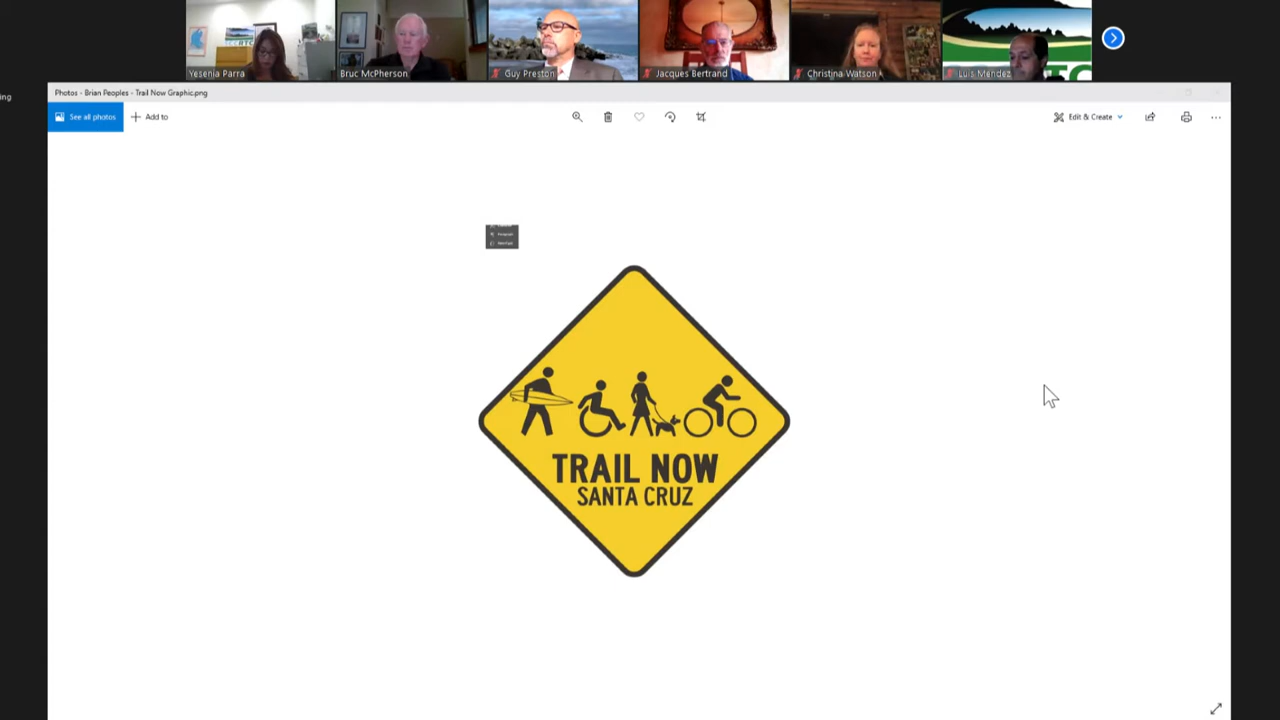 Yesenia Parra
Bruc McPherson
Guy Preston
Jacques Bertrand
Christina Watson
Luis Mendez
ing
Photos - Brian Peoples - Trail Now Graphic.png
See all photos
Add to
Edit & Create
TRAIL NOW
SANTA CRUZ